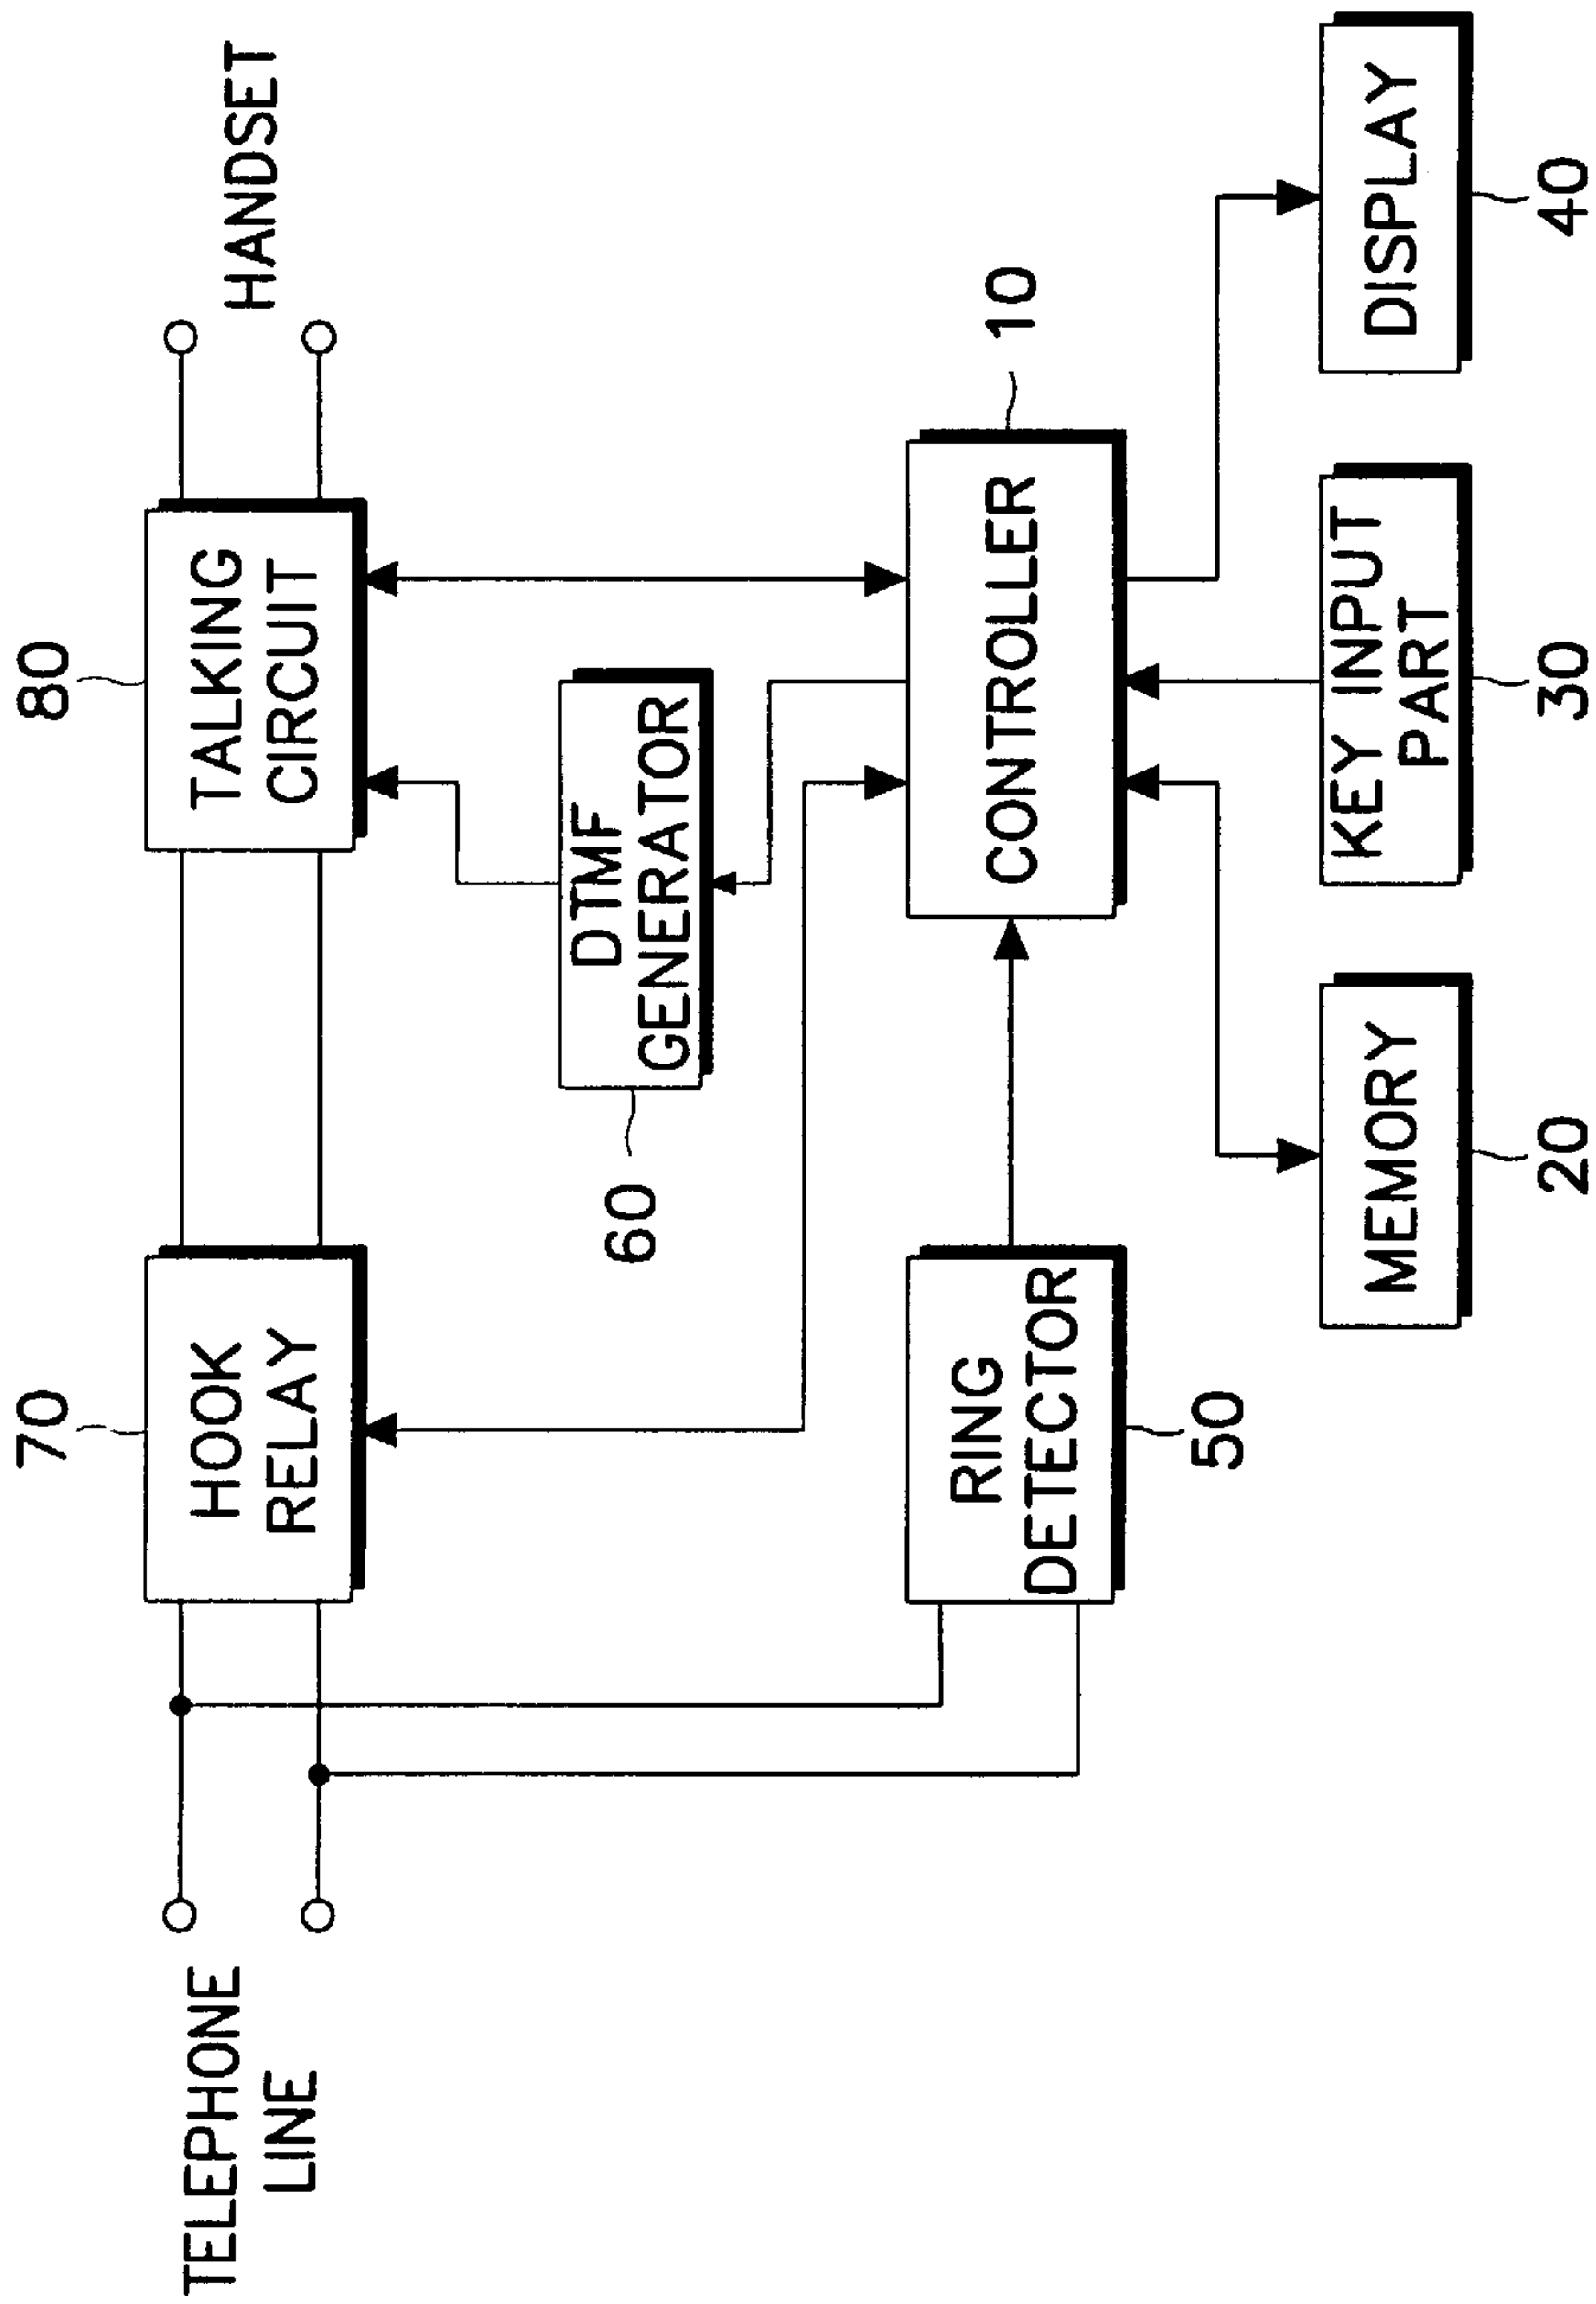 70
80
TELEPHONE
LINE
HOOK
RELAY
TALKING
CIRCUIT
HANDSET
60
DTMF
GENERATOR
RING
DETECTOR
50
CONTROLLER
10
MEMORY
20
KEY INPUT
PART
30
DISPLAY
40